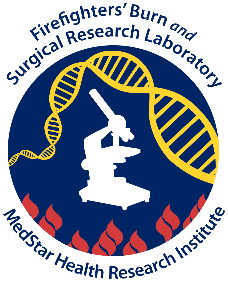 Firefighters' Burn and
Surgical Research Laboratory
MedStar Health Research Institute